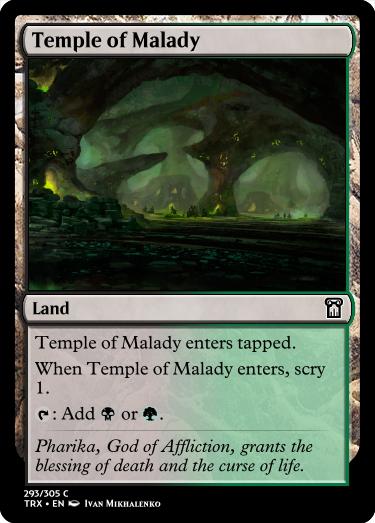 Temple of Malady
Land
Temple of Malady enters tapped.
When Temple of Malady enters, scry
1.
: Add or .
Pharika, God of Affliction, grants the
blessing of death and the curse of life.
293/305 C
TRX • EN Ivan Mikhalenko